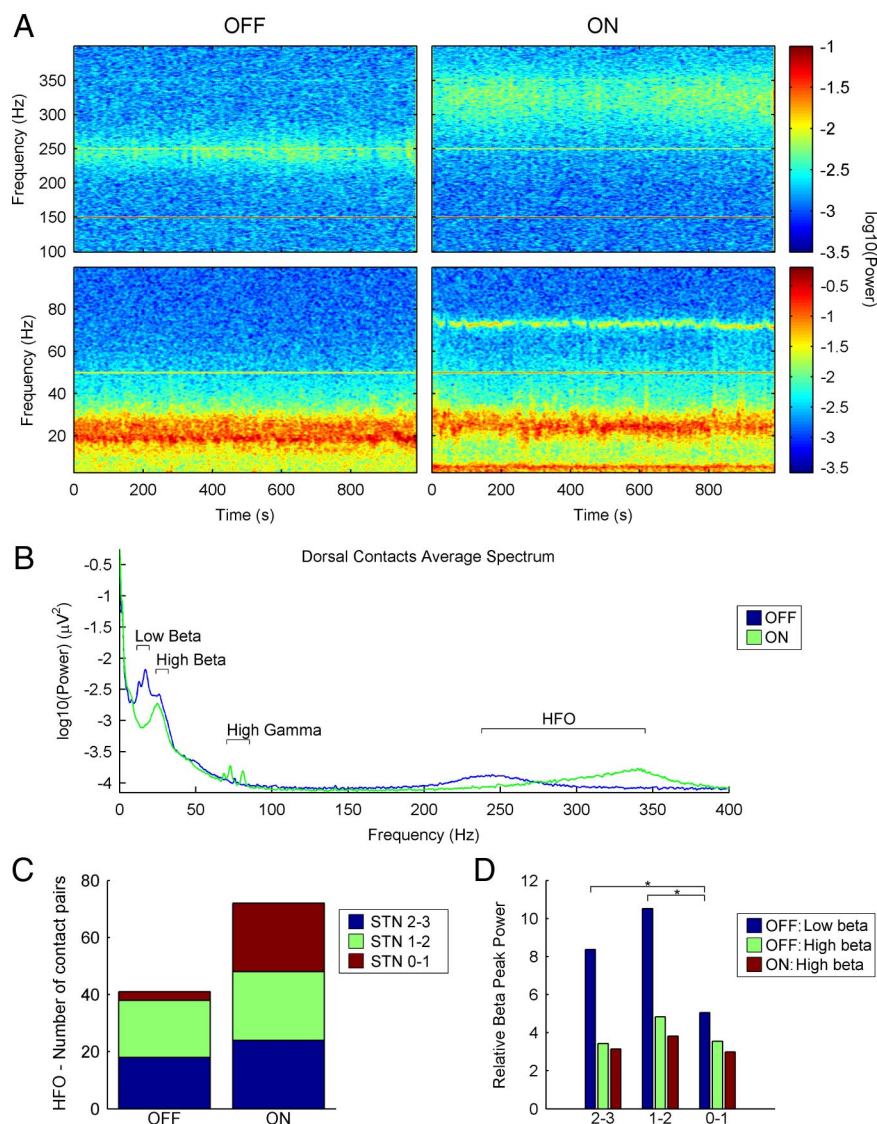 A
OFF
ON
350
300
250
200
150
100
Frequency (Hz)
-1
-1.5
-2
-2.5
-3
-3.5
log10(Power)
80
60
40
20
Frequency (Hz)
0 200 400 600 800
Time (s)
0 200 400 600 800
Time (s)
-0.5
-1
-1.5
-2
-2.5
-3
-3.5
B
Dorsal Contacts Average Spectrum
-0.5
-1
-1.5
-2
-2.5
-3
-3.5
-4
log10(Power) (μV²)
Low Beta
High Beta
High Gamma
HFO
OFF
ON
0 50 100 150 200 250 300 350 400
Frequency (Hz)
C
80
60
40
20
0
HFO - Number of contact pairs
OFF ON
STN 2-3
STN 1-2
STN 0-1
D
12
10
8
6
4
2
0
Relative Beta Peak Power
*
*
2-3 1-2 0-1
OFF: Low beta
OFF: High beta
ON: High beta